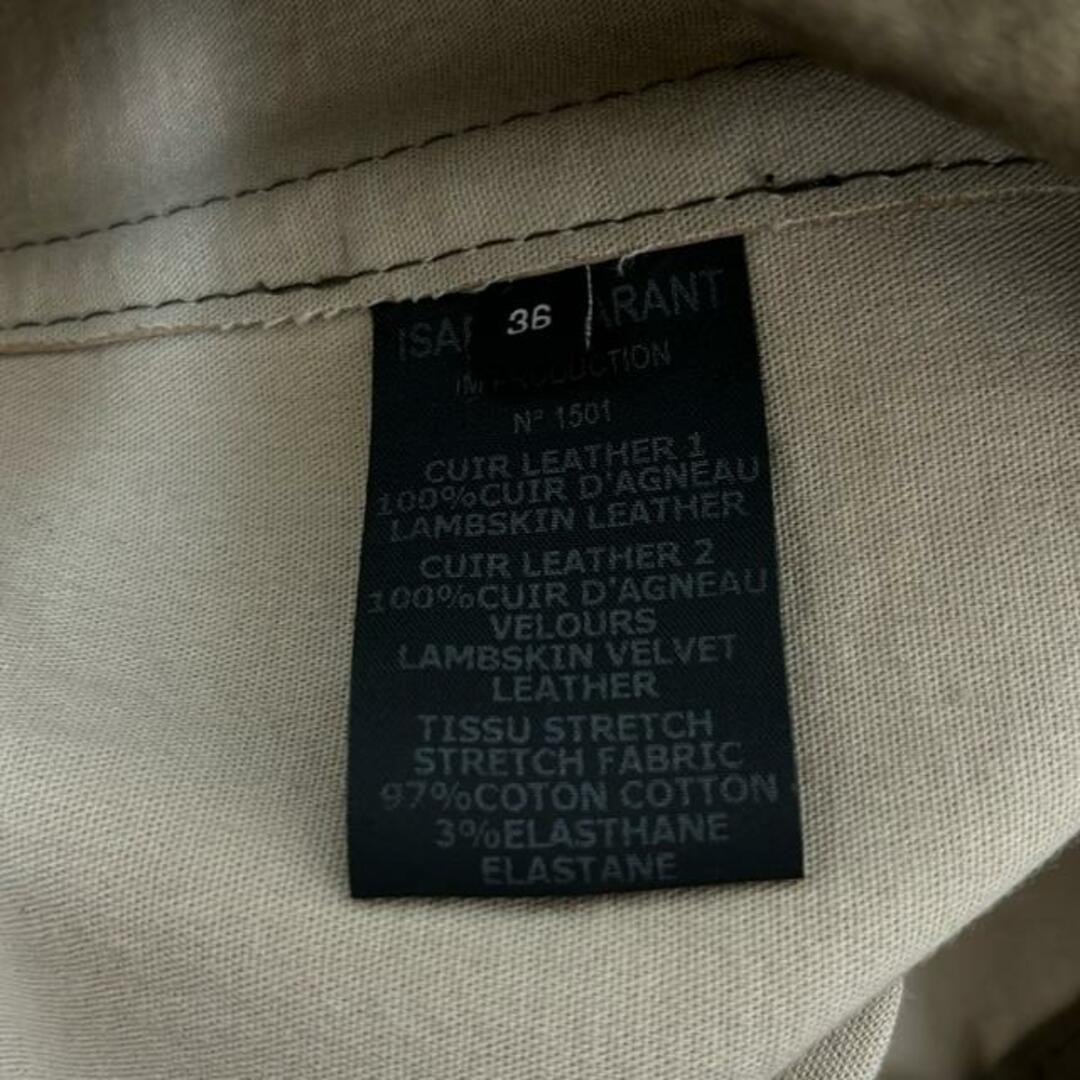 36
N° 1501
CUIR LEATHER 1
100%CUIR D'AGNEAU
LAMBSKIN LEATHER
CUIR LEATHER 2
100%CUIR D'AGNEAU
VELOURS
LAMBSKIN VELVET
LEATHER
TISSU STRETCH
STRETCH FABRIC
97%COTON COTTON
3%ELASTHANE
ELASTANE